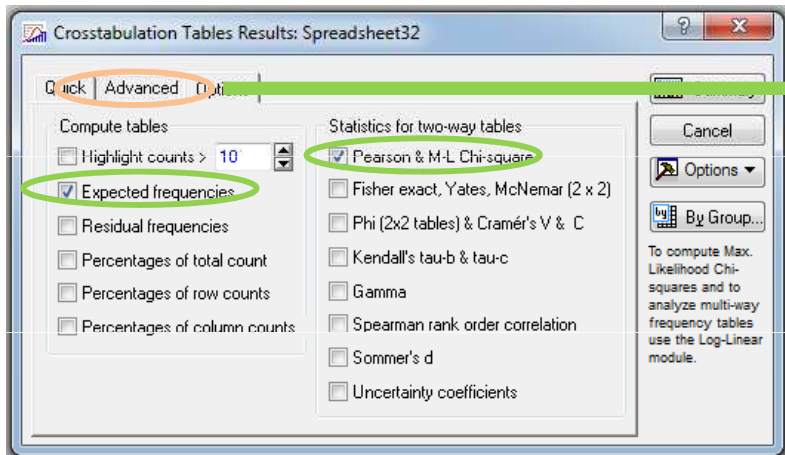 Crosstabulation Tables Results: Spreadsheet32
Quick Advanced Options
Compute tables
Highlight counts > 10
Expected frequencies
Residual frequencies
Percentages of total count
Percentages of row counts
Percentages of column counts
Statistics for two-way tables
Pearson & M-L Chi-square
Fisher exact, Yates, McNemar (2 x 2)
Phi (2x2 tables) & Cramér's V & C
Kendall's tau-b & tau-c
Gamma
Spearman rank order correlation
Sommer's d
Uncertainty coefficients
Cancel
Options
By Group...
To compute Max.
Likelihood Chi-
squares and to
analyze multi-way
frequency tables
use the Log-Linear
module.